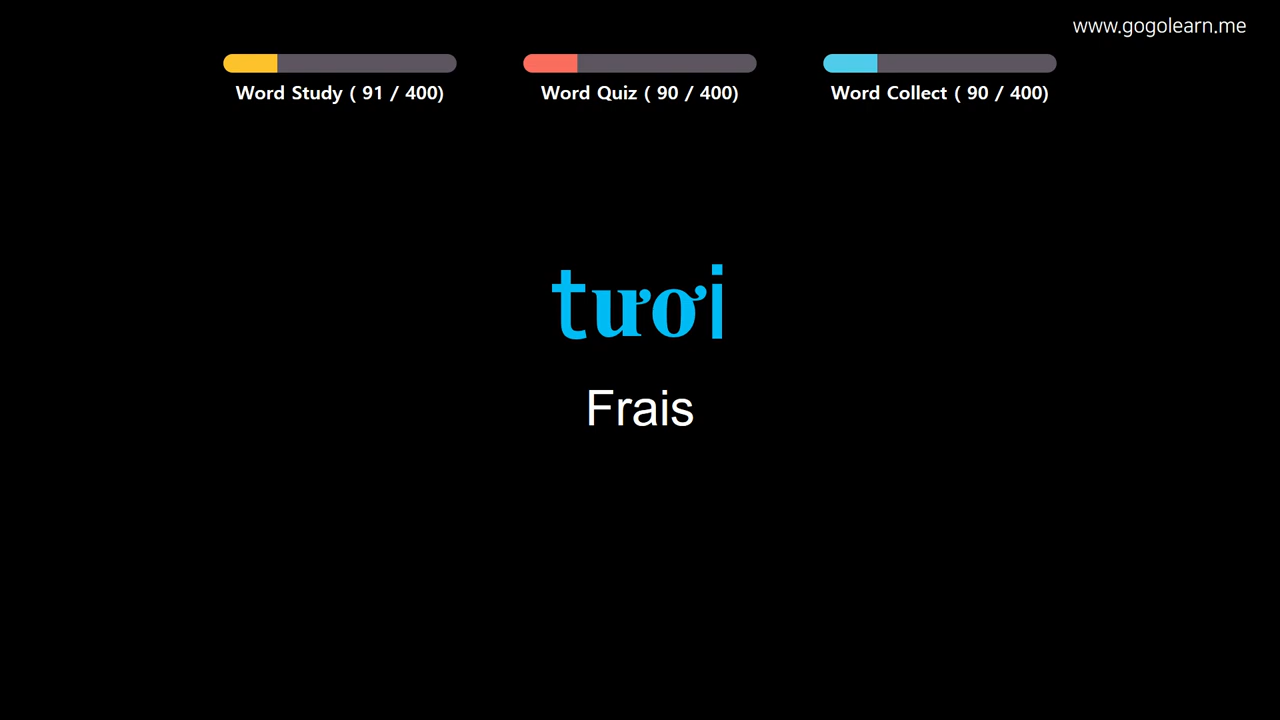 www.gogolearn.me
Word Study ( 91 / 400)
Word Quiz ( 90 / 400)
Word Collect ( 90 / 400)
tươi
Frais